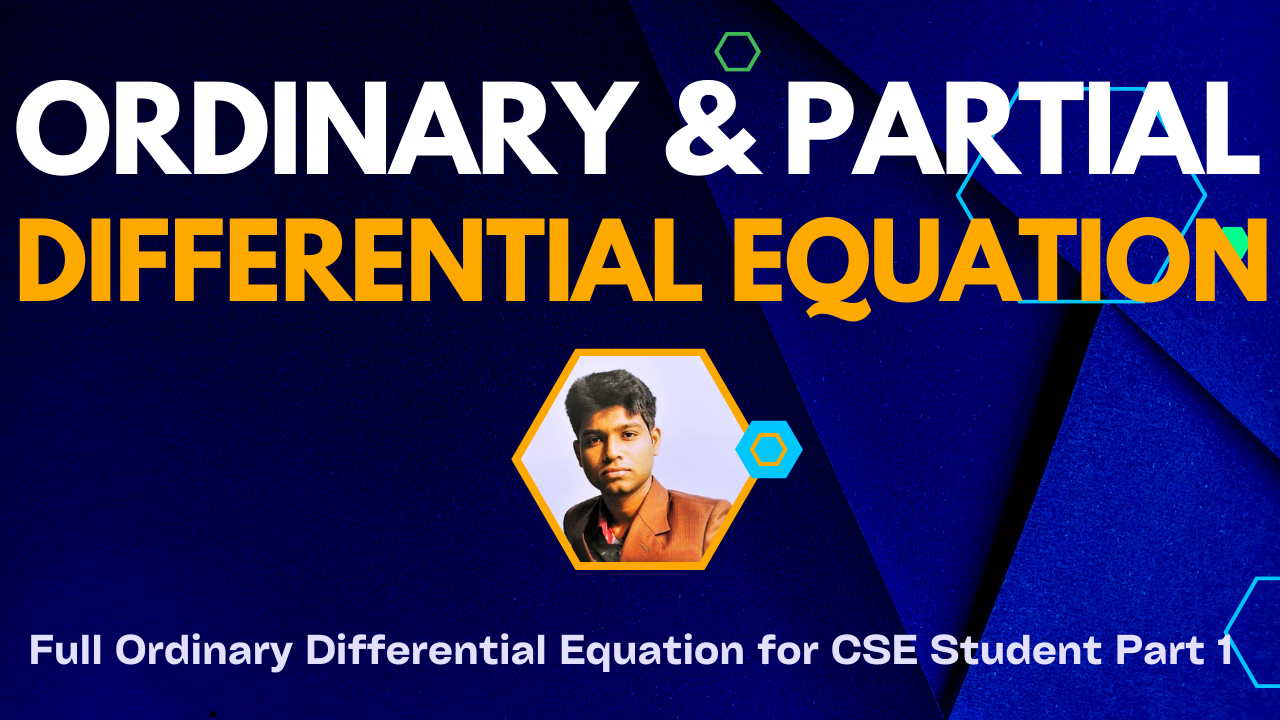 ORDINARY & PARTIAL
DIFFERENTIAL EQUATION
Full Ordinary Differential Equation for CSE Student Part 1